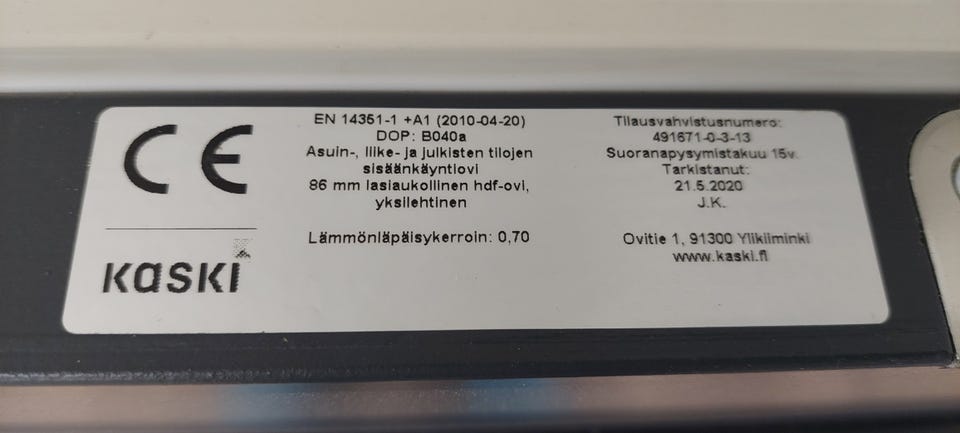 CE
KASKI
EN 14351-1 +A1 (2010-04-20)
DOP: B040a
Asuin-, liike- ja julkisten tilojen
sisäänkäyntiovi
86 mm lasiaukollinen hdf-ovi,
yksilehtinen
Lämmönläpäisykerroin: 0,70
Tilausvahvistusnumero:
491671-0-3-13
Suoranapysymistakuu 15v.
Tarkistanut:
21.5.2020
J.K.
Ovitie 1, 91300 Ylikiiminki
www.kaski.fi